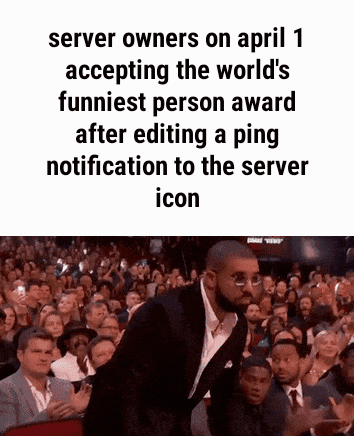 server owners on april 1
accepting the world's
funniest person award
after editing a ping
notification to the server
icon